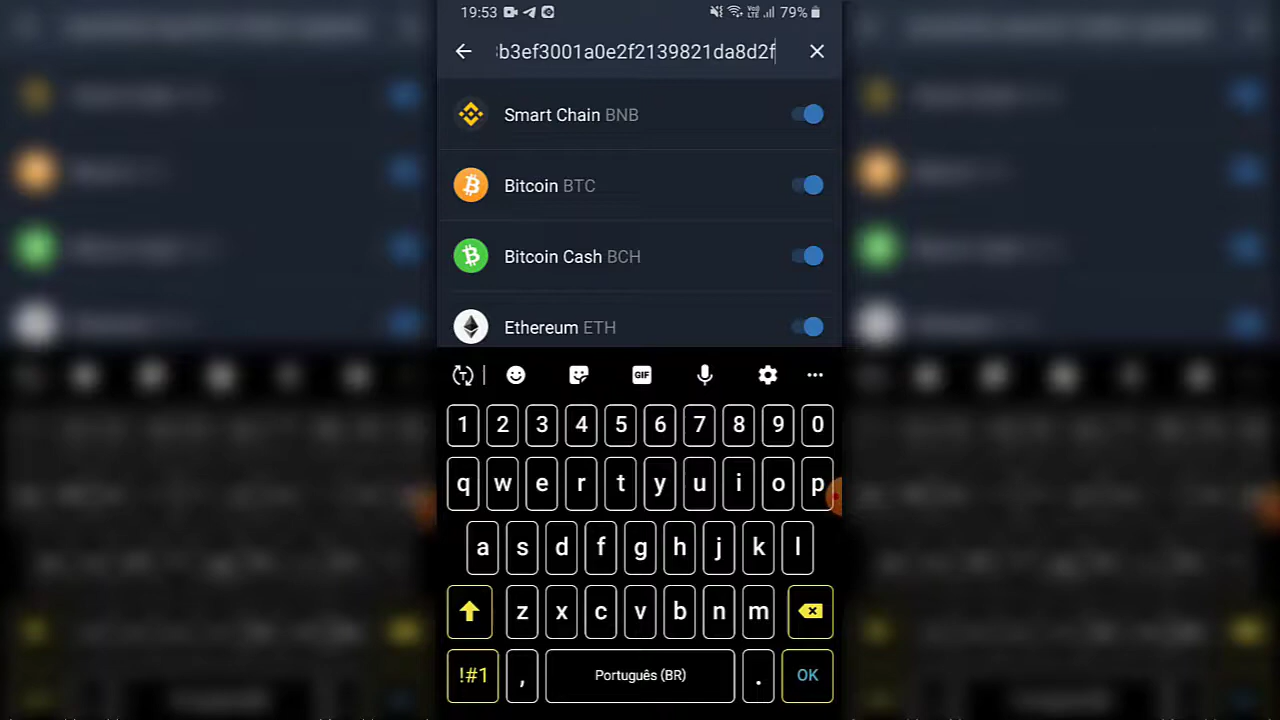 19:53 79%
b3ef3001a0e2f2139821da8d2f
Smart Chain BNB
Bitcoin BTC
Bitcoin Cash BCH
Ethereum ETH
GIF
1 2 3 4 5 6 7 8 9 0
q w e r t y u i o p
a s d f g h j k l
z x c v b n m
!#1 , Português (BR) . OK